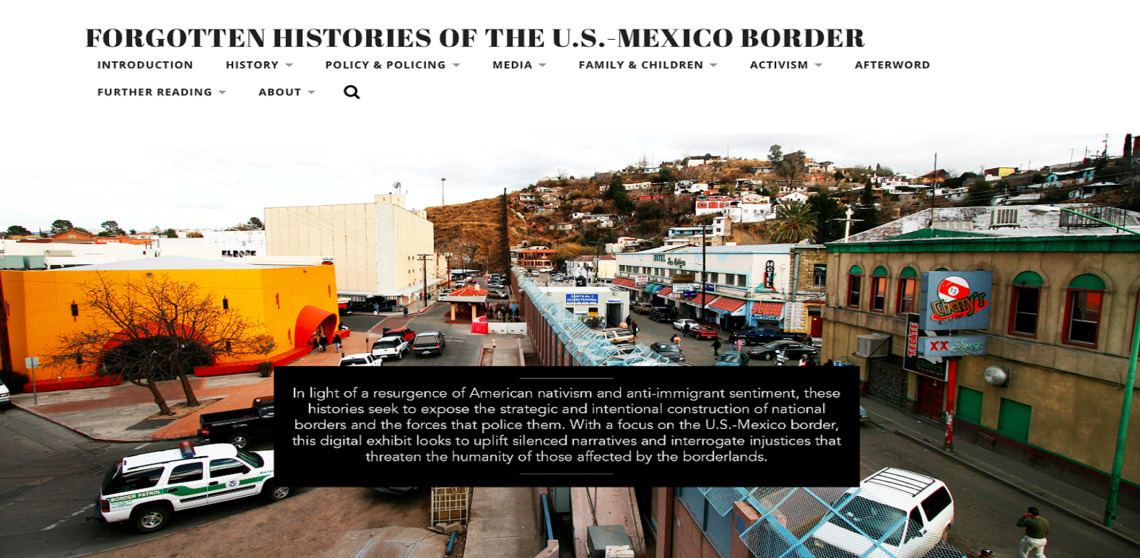 FORGOTTEN HISTORIES OF THE U.S.-MEXICO BORDER
INTRODUCTION HISTORY POLICY & POLICING MEDIA FAMILY & CHILDREN ACTIVISM AFTERWORD
FURTHER READING ABOUT
In light of a resurgence of American nativism and anti-immigrant sentiment, these
histories seek to expose the strategic and intentional construction of national
borders and the forces that police them. With a focus on the U.S.-Mexico border,
this digital exhibit looks to uplift silenced narratives and interrogate injustices that
threaten the humanity of those affected by the borderlands.
HOTEL
Cherry's
XX
BORDER PATROL